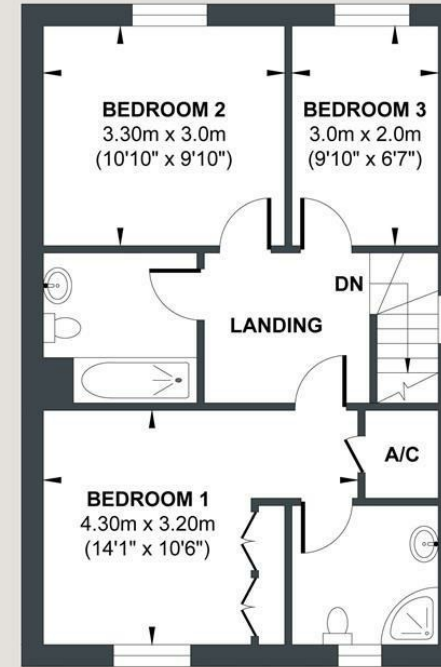 BEDROOM 2
3.30m x 3.0m
(10'10" x 9'10")
BEDROOM 3
3.0m x 2.0m
(9'10" x 6'7")
DN
LANDING
A/C
BEDROOM 1
4.30m x 3.20m
(14'1" x 10'6")